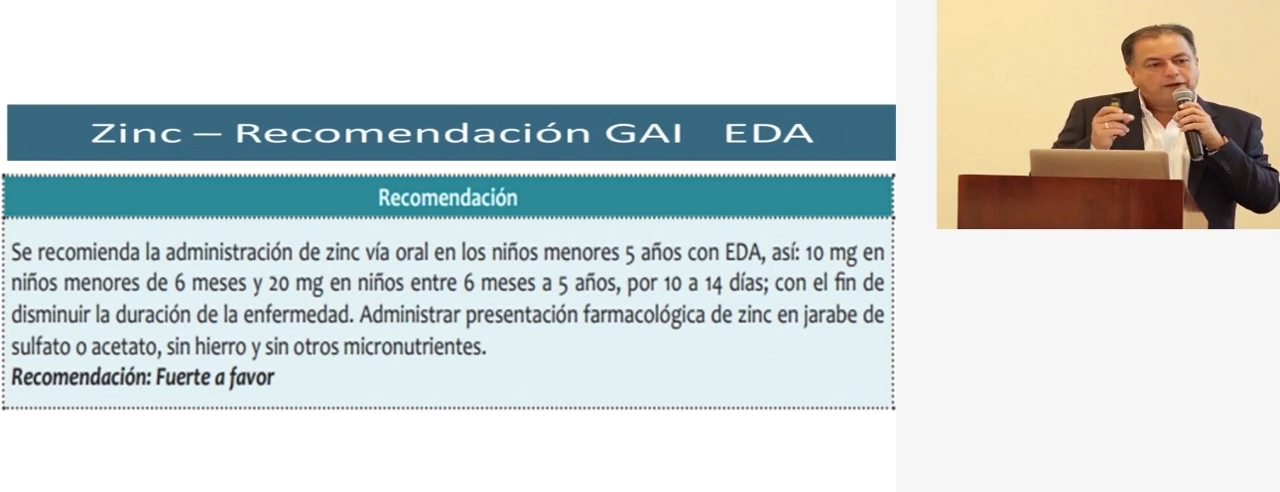 Zinc – Recomendación GAI EDA
Recomendación
Se recomienda la administración de zinc vía oral en los niños menores 5 años con EDA, así: 10 mg en
niños menores de 6 meses y 20 mg en niños entre 6 meses a 5 años, por 10 a 14 días; con el fin de
disminuir la duración de la enfermedad. Administrar presentación farmacológica de zinc en jarabe de
sulfato o acetato, sin hierro y sin otros micronutrientes.
Recomendación: Fuerte a favor